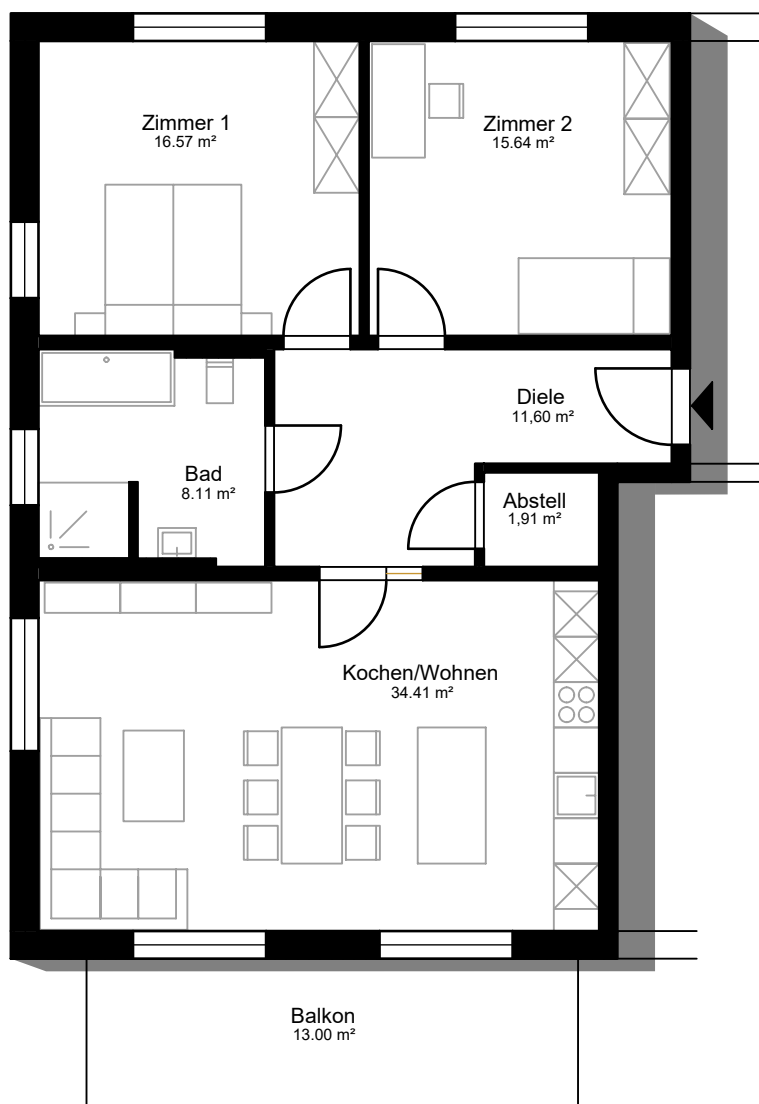 Zimmer 1
16.57 m²
Zimmer 2
15.64 m²
Diele
11,60 m²
Bad
8.11 m²
Abstell
1,91 m²
Kochen/Wohnen
34.41 m²
Balkon
13.00 m²